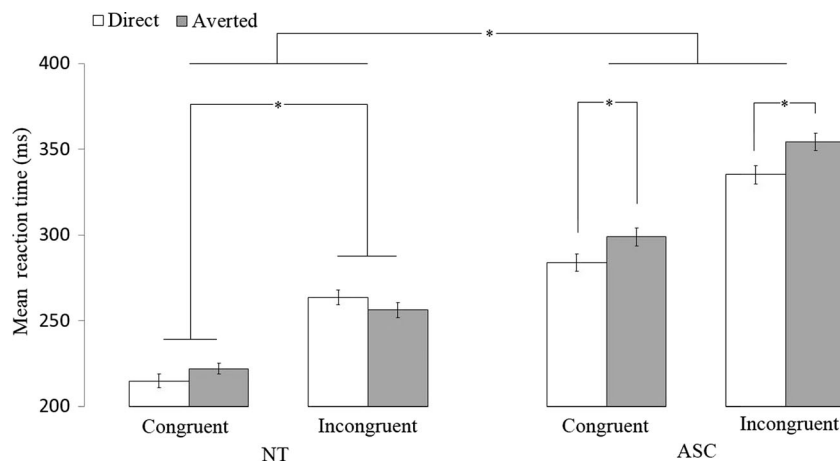 Direct Averted
*
400
* * *
350
300
250
200
Mean reaction time (ms)
Congruent Incongruent Congruent Incongruent
NT ASC